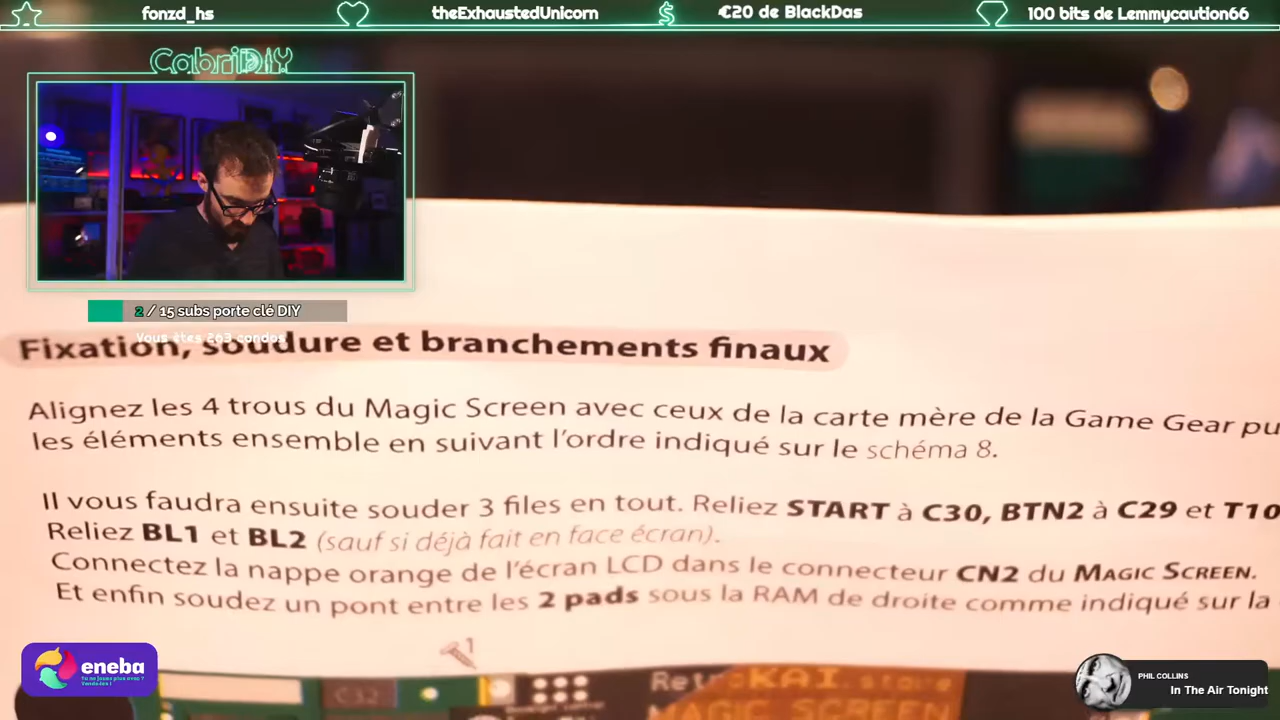 fonzd_hs
theExhaustedUnicorn
€20 de BlackDas
100 bits de Lemmycaution66
CabriDIY
2 / 15 subs porte clé DIY
Vous êtes 263 condos
Fixation, soudure et branchements finaux
Alignez les 4 trous du Magic Screen avec ceux de la carte mère de la Game Gear pu
les éléments ensemble en suivant l'ordre indiqué sur le schéma 8.
Il vous faudra ensuite souder 3 files en tout. Reliez START à C30, BTN2 à C29 et T10
Reliez BL1 et BL2 (sauf si déjà fait en face écran).
Connectez la nappe orange de l'écran LCD dans le connecteur CN2 du MAGIC SCREEN.
Et enfin soudez un pont entre les 2 pads sous la RAM de droite comme indiqué sur la
1
C32
MAGIC SCREEN
eneba
PHIL COLLINS
In The Air Tonight